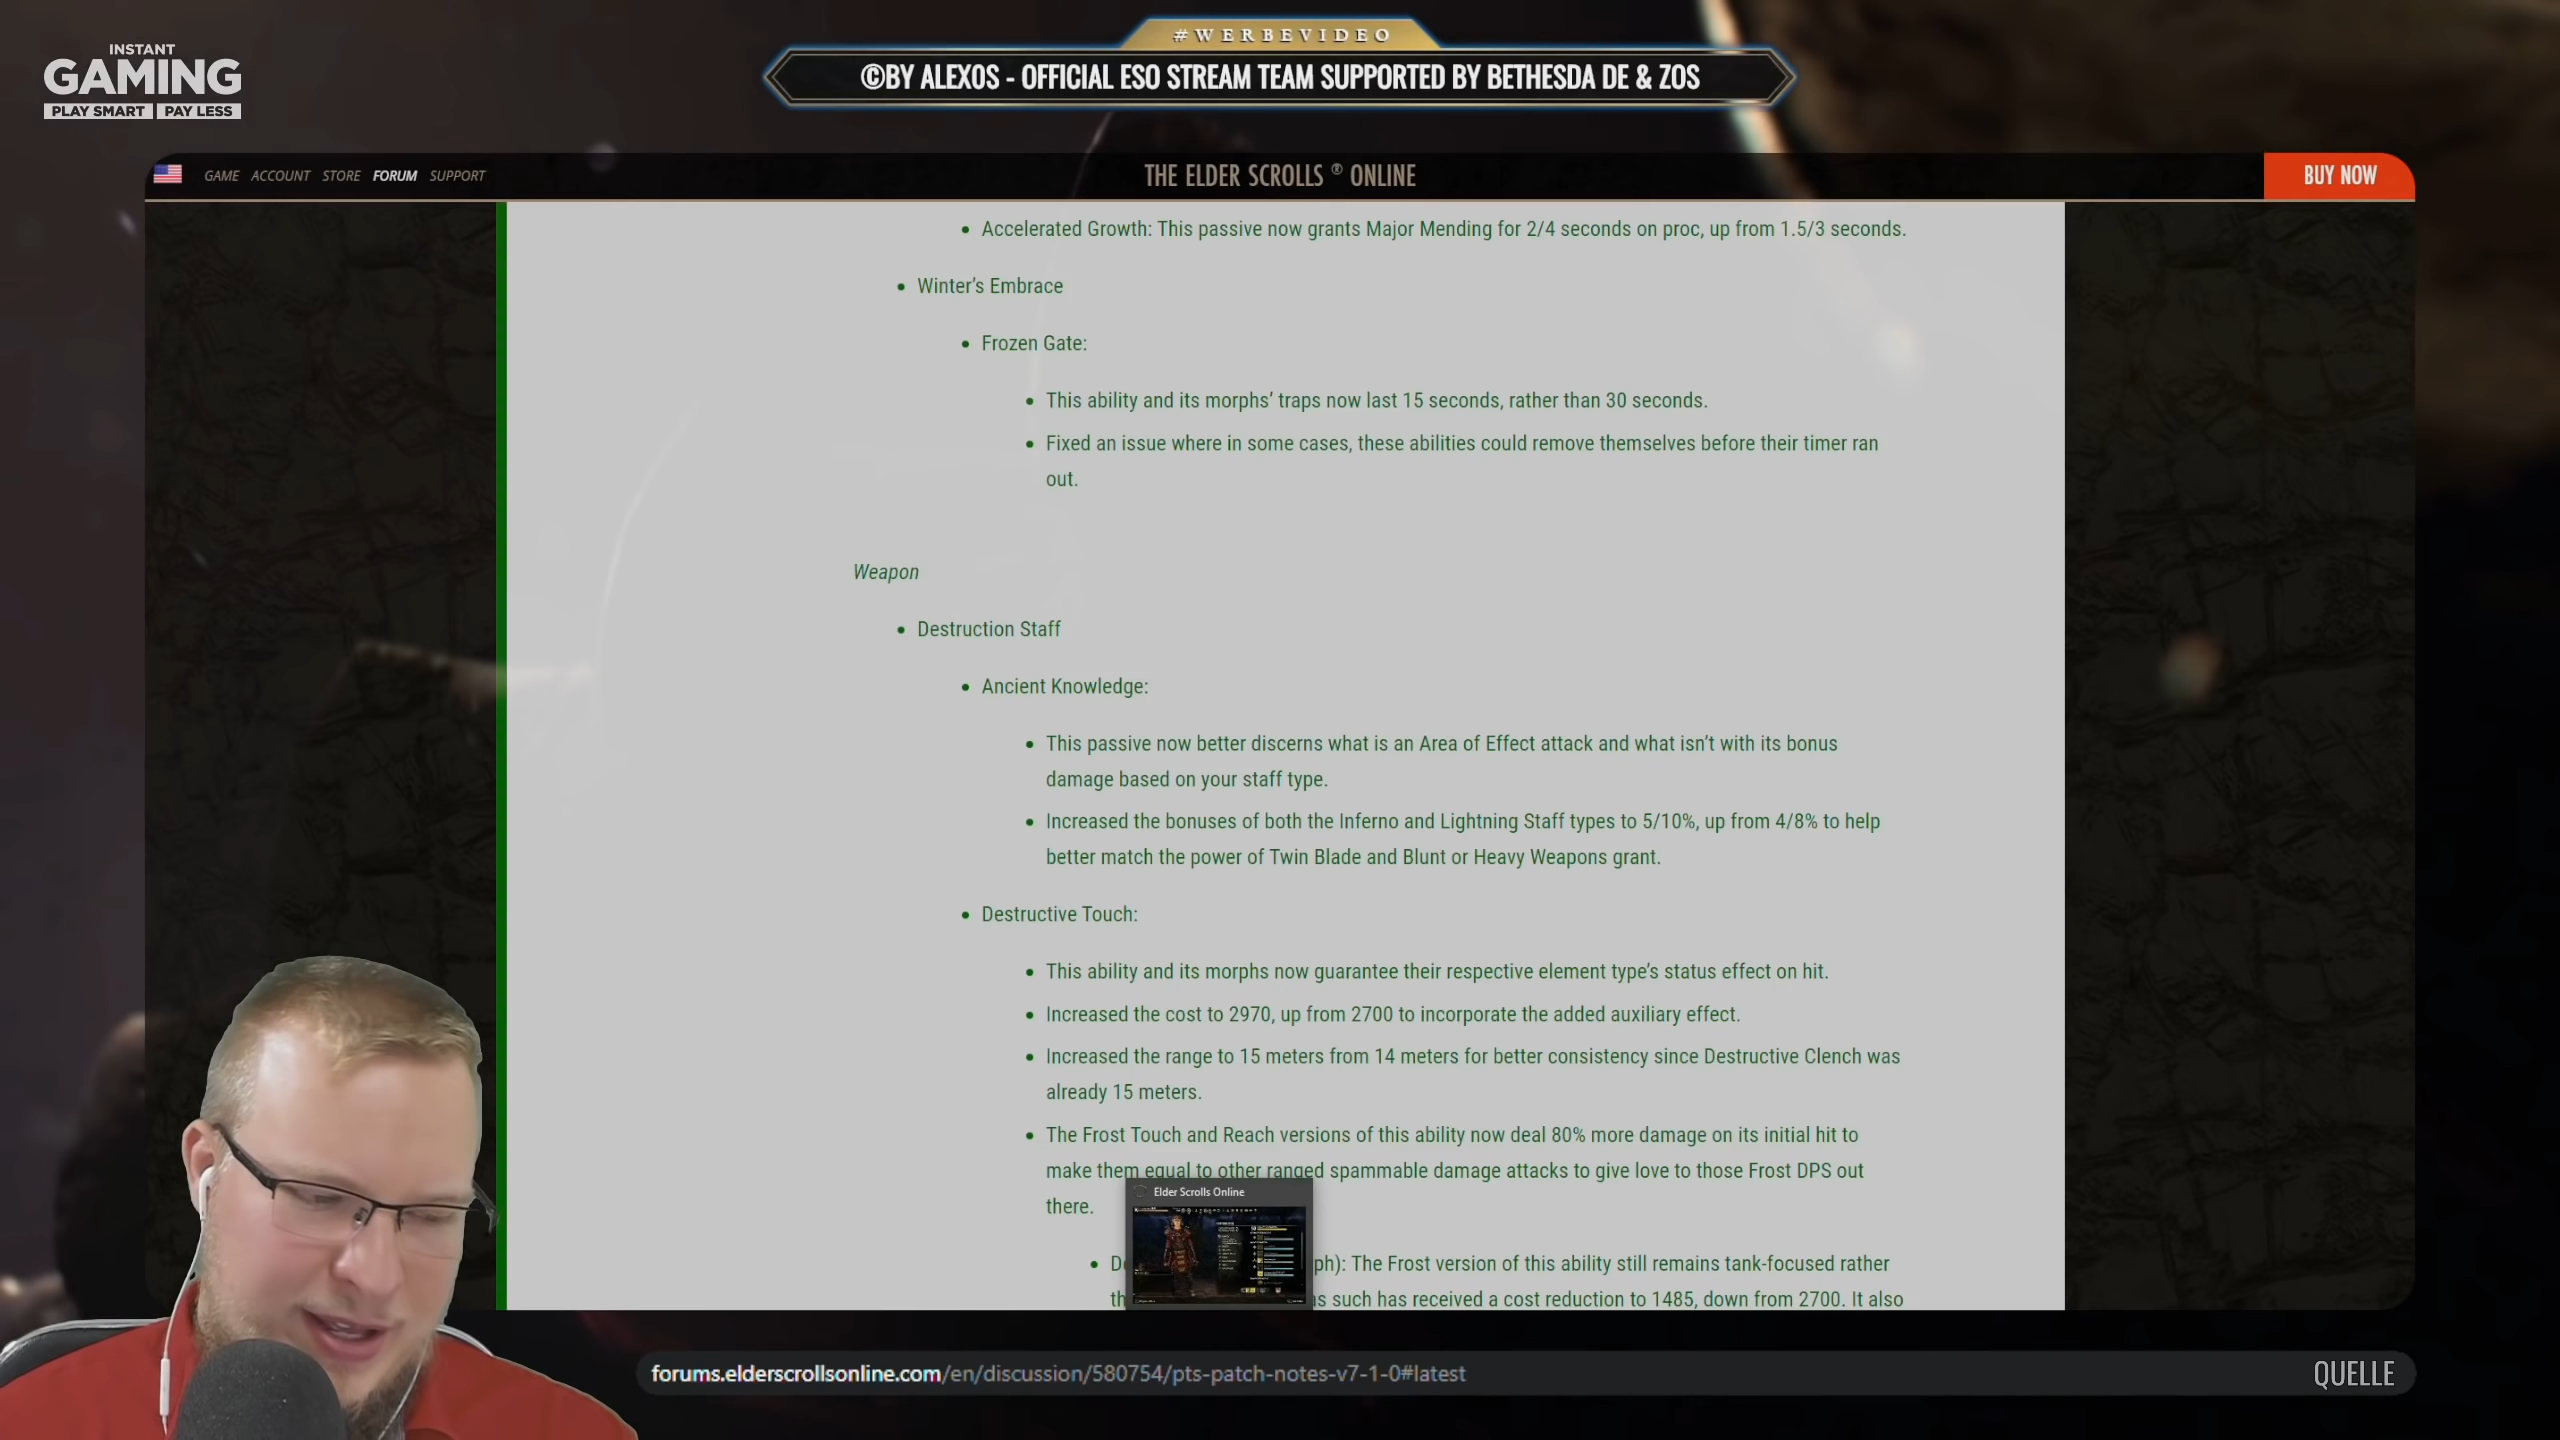 #WERBEVIDEO
INSTANT
GAMING
PLAY SMART PAY LESS
©BY ALEXOS - OFFICIAL ESO STREAM TEAM SUPPORTED BY BETHESDA DE & ZOS
GAME ACCOUNT STORE FORUM SUPPORT
THE ELDER SCROLLS ® ONLINE
BUY NOW
Accelerated Growth: This passive now grants Major Mending for 2/4 seconds on proc, up from 1.5/3 seconds.
Winter’s Embrace
Frozen Gate:
This ability and its morphs’ traps now last 15 seconds, rather than 30 seconds.
Fixed an issue where in some cases, these abilities could remove themselves before their timer ran
out.
Weapon
Destruction Staff
Ancient Knowledge:
This passive now better discerns what is an Area of Effect attack and what isn’t with its bonus
damage based on your staff type.
Increased the bonuses of both the Inferno and Lightning Staff types to 5/10%, up from 4/8% to help
better match the power of Twin Blade and Blunt or Heavy Weapons grant.
Destructive Touch:
This ability and its morphs now guarantee their respective element type’s status effect on hit.
Increased the cost to 2970, up from 2700 to incorporate the added auxiliary effect.
Increased the range to 15 meters from 14 meters for better consistency since Destructive Clench was
already 15 meters.
The Frost Touch and Reach versions of this ability now deal 80% more damage on its initial hit to
make them equal to other ranged spammable damage attacks to give love to those Frost DPS out
there.
Elder Scrolls Online
ph): The Frost version of this ability still remains tank-focused rather
such has received a cost reduction to 1485, down from 2700. It also
forums.elderscrollsonline.com/en/discussion/580754/pts-patch-notes-v7-1-0#latest
QUELLE